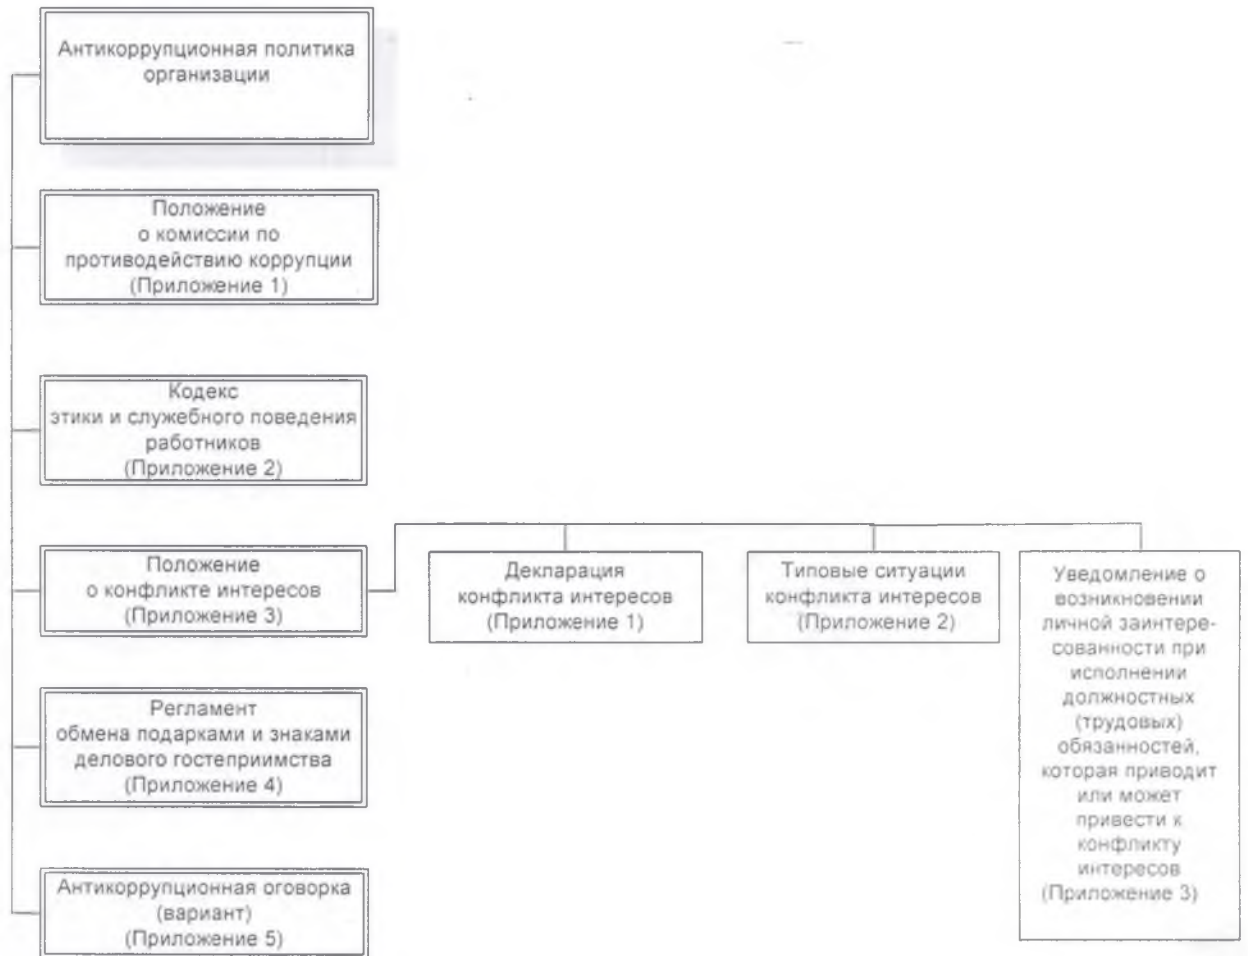 Антикоррупционная политика
организации
Положение
о комиссии по
противодействию коррупции
(Приложение 1)
Кодекс
этики и служебного поведения
работников
(Приложение 2)
Положение
о конфликте интересов
(Приложение 3)
Декларация
конфликта интересов
(Приложение 1)
Типовые ситуации
конфликта интересов
(Приложение 2)
Уведомление о
возникновении
личной заинтере-
сованности при
исполнении
должностных
(трудовых)
обязанностей,
которая приводит
или может
привести к
конфликту
интересов
(Приложение 3)
Регламент
обмена подарками и знаками
делового гостеприимства
(Приложение 4)
Антикоррупционная оговорка
(вариант)
(Приложение 5)